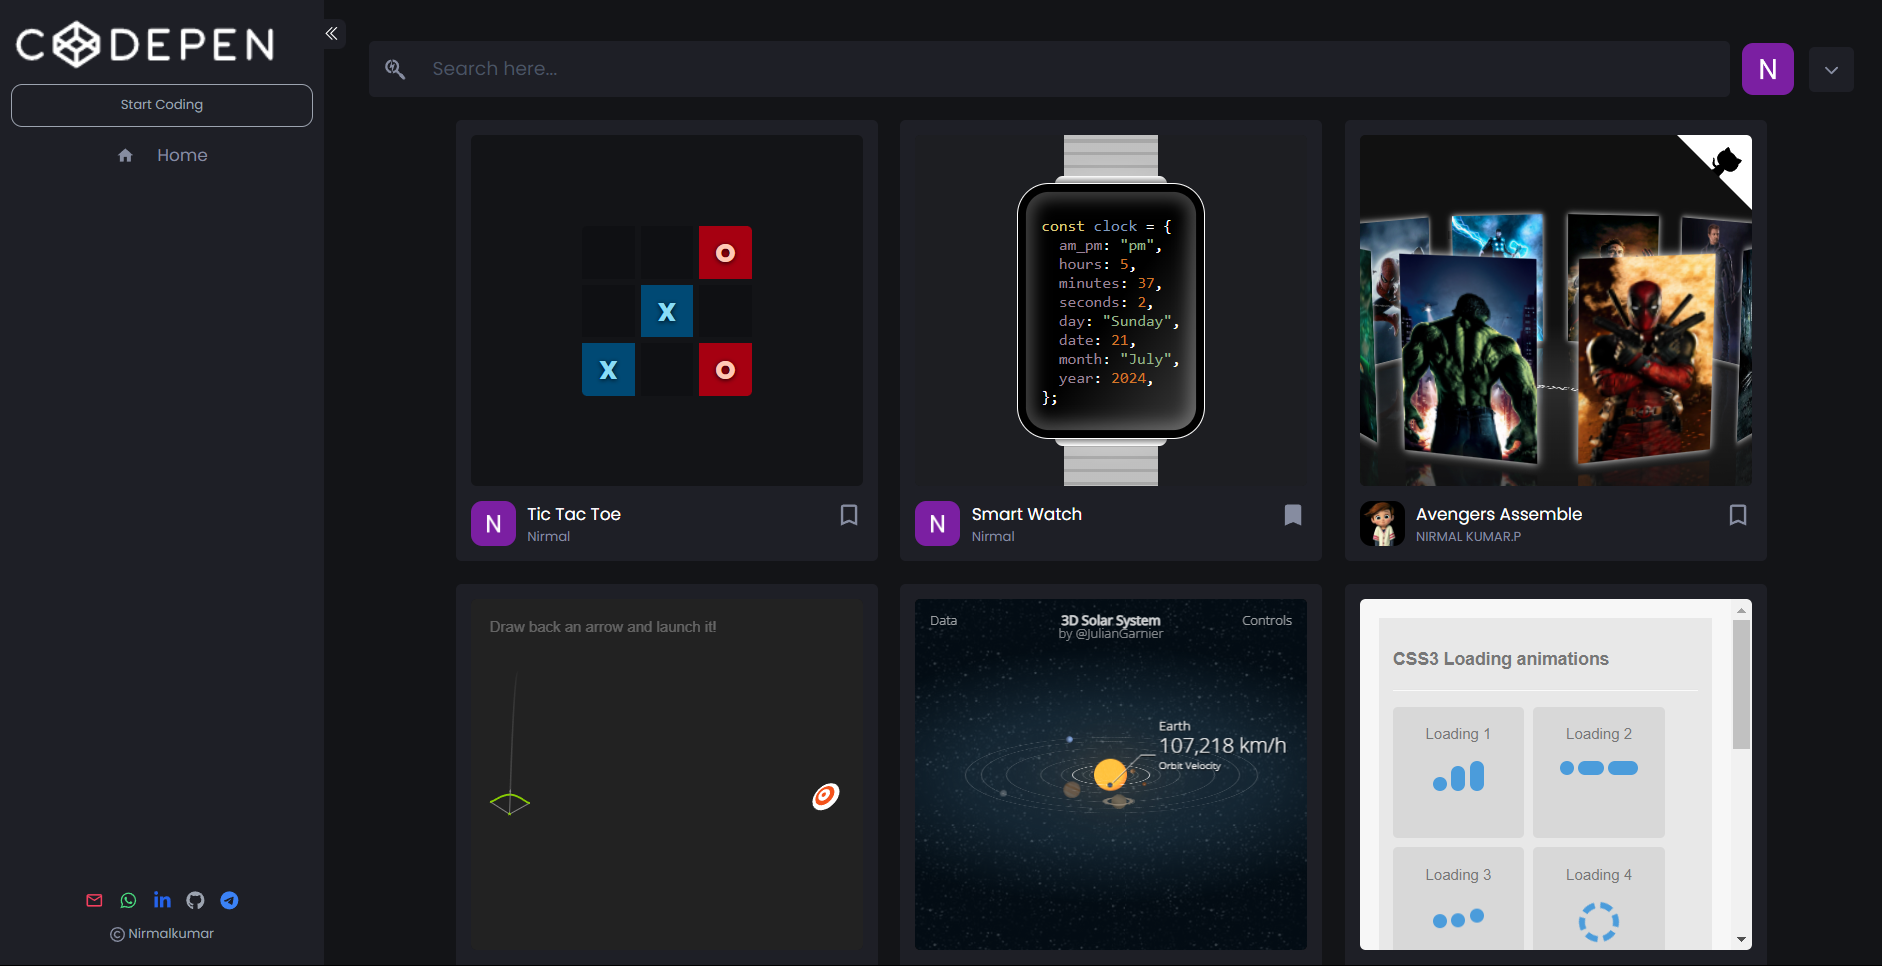 CODEPEN
Start Coding
Home
Search here...
N
O
X
X
O
N
Tic Tac Toe
Nirmal
const clock = {
am_pm: "pm",
hours: 5,
minutes: 37,
seconds: 2,
day: "Sunday",
date: 21,
month: "July",
year: 2024,
};
N
Smart Watch
Nirmal
Avengers Assemble
NIRMAL KUMAR.P
Draw back an arrow and launch it!
Data
3D Solar System
by @JulianGarnier
Controls
Earth
107,218 km/h
Orbit Velocity
CSS3 Loading animations
Loading 1
Loading 2
Loading 3
Loading 4
in
© Nirmalkumar